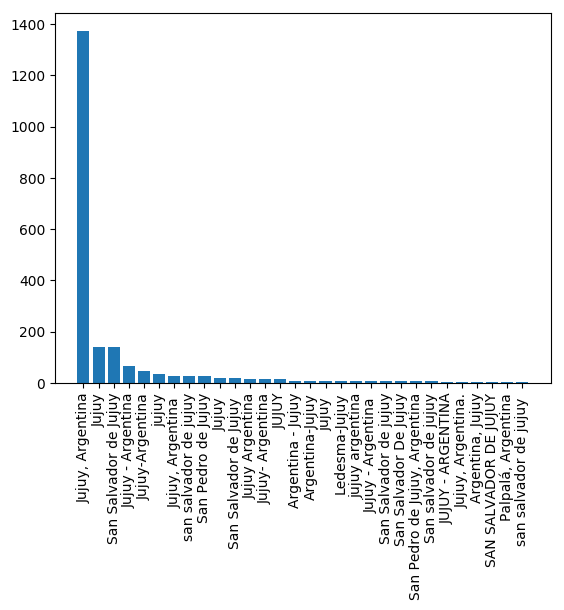 1400
1200
1000
800
600
400
200
0
Jujuy, Argentina
Jujuy
San Salvador de Jujuy
Jujuy - Argentina
Jujuy-Argentina
jujuy
Jujuy, Argentina
san salvador de jujuy
San Pedro de Jujuy
Jujuy
San Salvador de Jujuy
Jujuy Argentina
Jujuy- Argentina
JUJUY
Argentina - Jujuy
Argentina-Jujuy
Jujuy
Ledesma-Jujuy
jujuy argentina
Jujuy - Argentina
San Salvador de jujuy
San Salvador De Jujuy
San Pedro de Jujuy, Argentina
San salvador de jujuy
JUJUY - ARGENTINA
Jujuy, Argentina.
Argentina, Jujuy
SAN SALVADOR DE JUJUY
Palpalá, Argentina
san salvador de jujuy